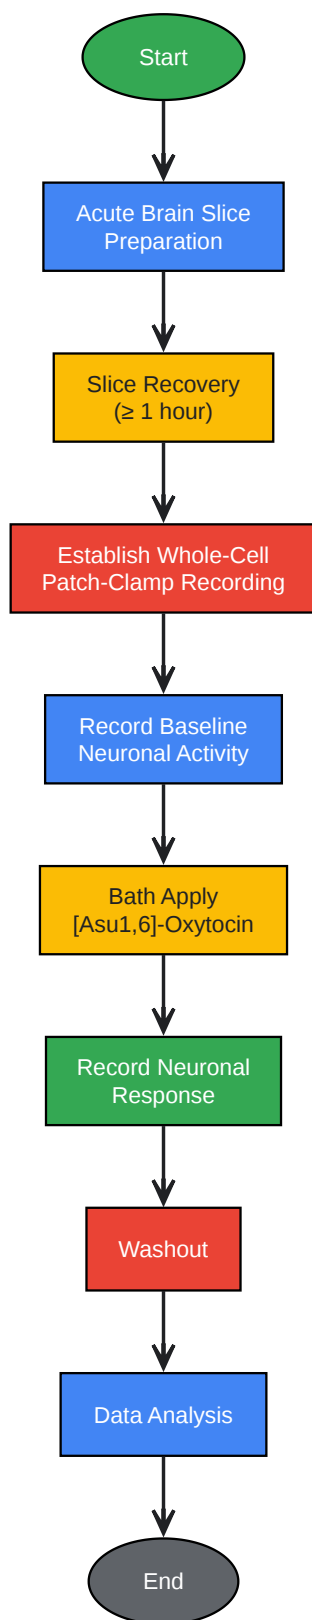 Start
Acute Brain Slice
Preparation
Slice Recovery
(≥ 1 hour)
Establish Whole-Cell
Patch-Clamp Recording
Record Baseline
Neuronal Activity
Bath Apply
[Asu1,6]-Oxytocin
Record Neuronal
Response
Washout
Data Analysis
End